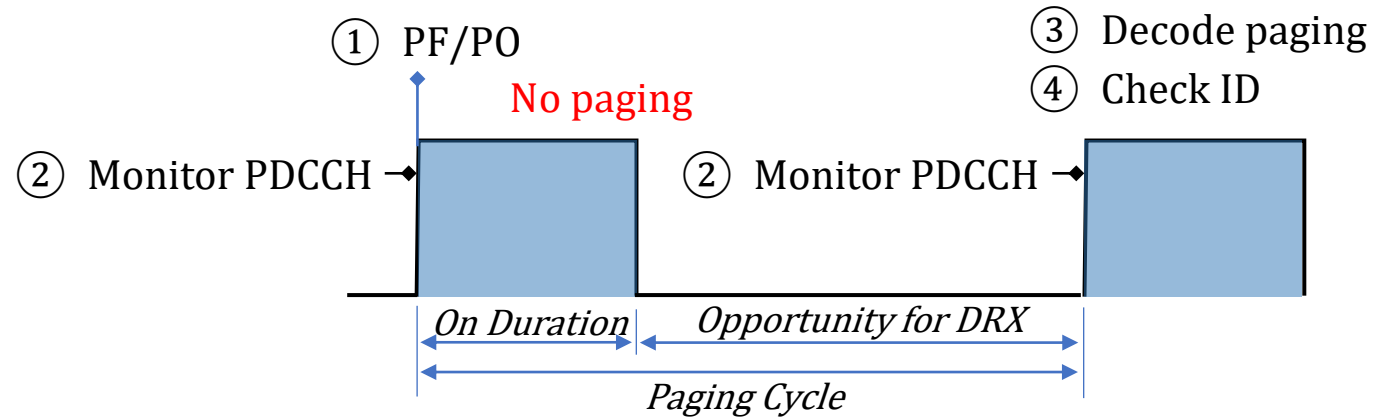 ① PF/PO
③ Decode paging
No paging
④ Check ID
② Monitor PDCCH
② Monitor PDCCH
On Duration
Opportunity for DRX
Paging Cycle